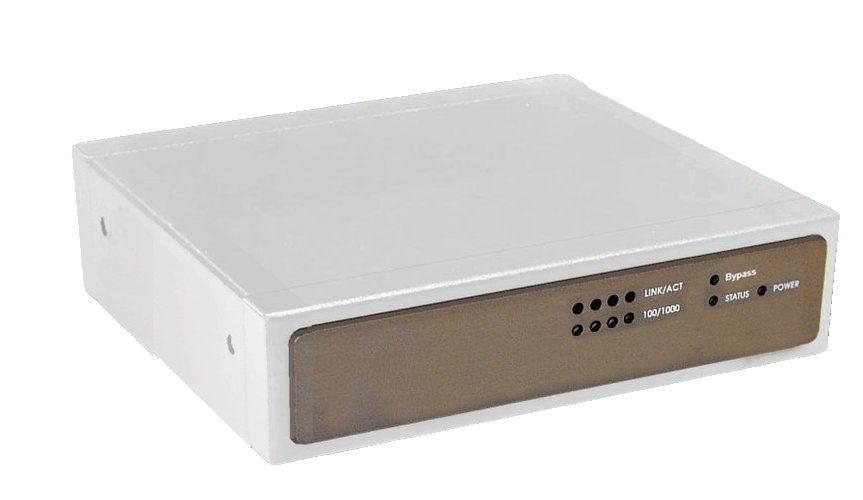 LINK/ACT
100/1000
Bypass
STATUS
POWER